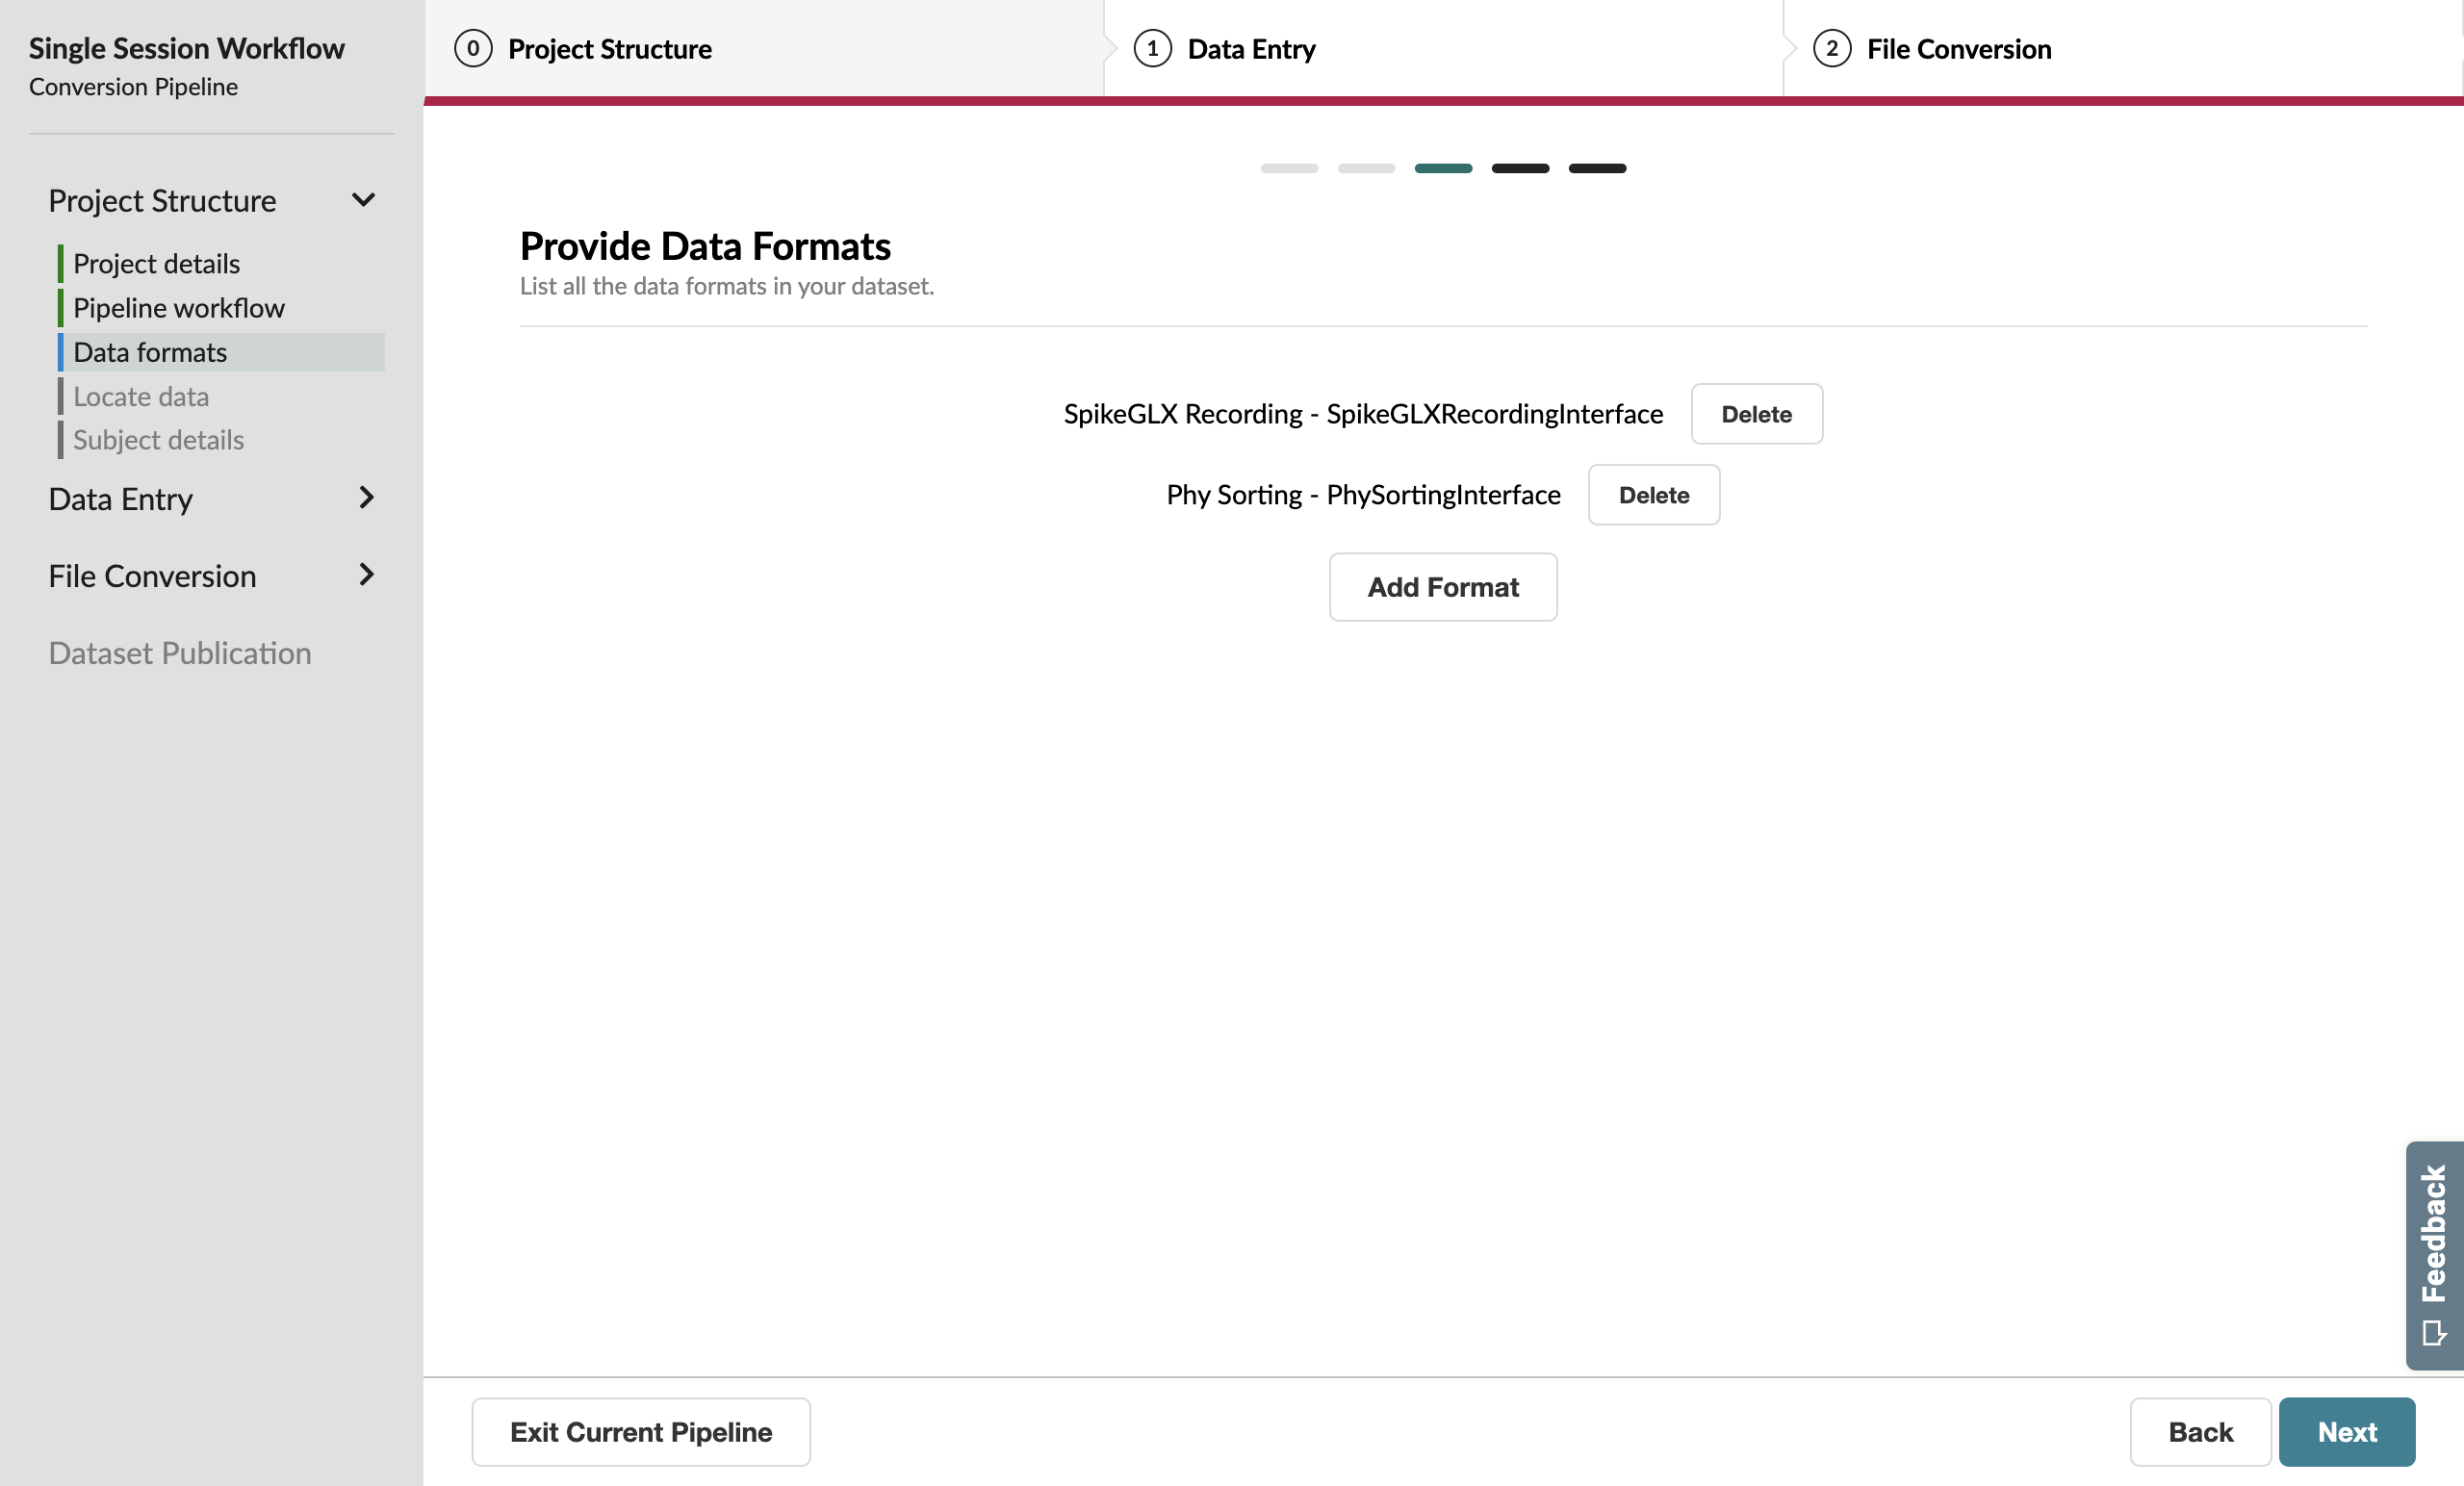 Single Session Workflow
Conversion Pipeline
Project Structure
Project details
Pipeline workflow
Data formats
Locate data
Subject details
Data Entry
File Conversion
Dataset Publication
0 Project Structure
1 Data Entry
2 File Conversion
Provide Data Formats
List all the data formats in your dataset.
SpikeGLX Recording - SpikeGLXRecordingInterface Delete
Phy Sorting - PhySortingInterface Delete
Add Format
Feedback
Exit Current Pipeline
Back
Next